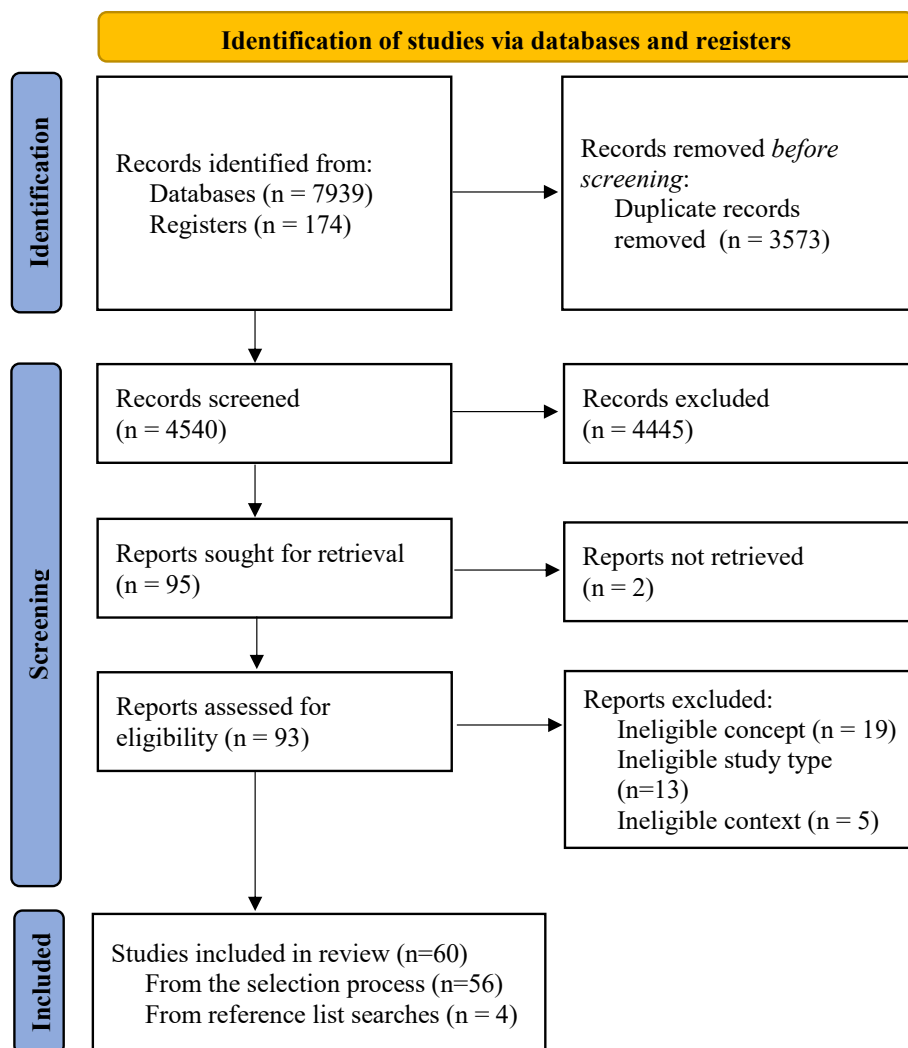 Identification of studies via databases and registers
Identification
Records identified from:
Databases (n = 7939)
Registers (n = 174)
Records removed before
screening:
Duplicate records
removed (n = 3573)
Screening
Records screened
(n = 4540)
Records excluded
(n = 4445)
Reports sought for retrieval
(n = 95)
Reports not retrieved
(n = 2)
Reports assessed for
eligibility (n = 93)
Reports excluded:
Ineligible concept (n = 19)
Ineligible study type
(n=13)
Ineligible context (n = 5)
Included
Studies included in review (n=60)
From the selection process (n=56)
From reference list searches (n = 4)